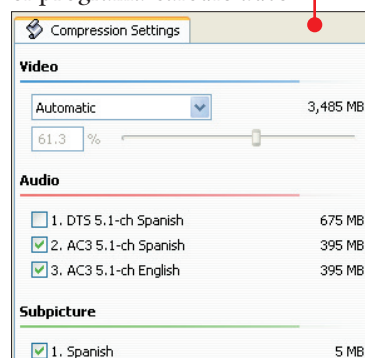 Compression Settings
Video
Automatic 3,485 MB
61.3 %
Audio
1. DTS 5.1-ch Spanish 675 MB
2. AC3 5.1-ch Spanish 395 MB
3. AC3 5.1-ch English 395 MB
Subpicture
1. Spanish 5 MB